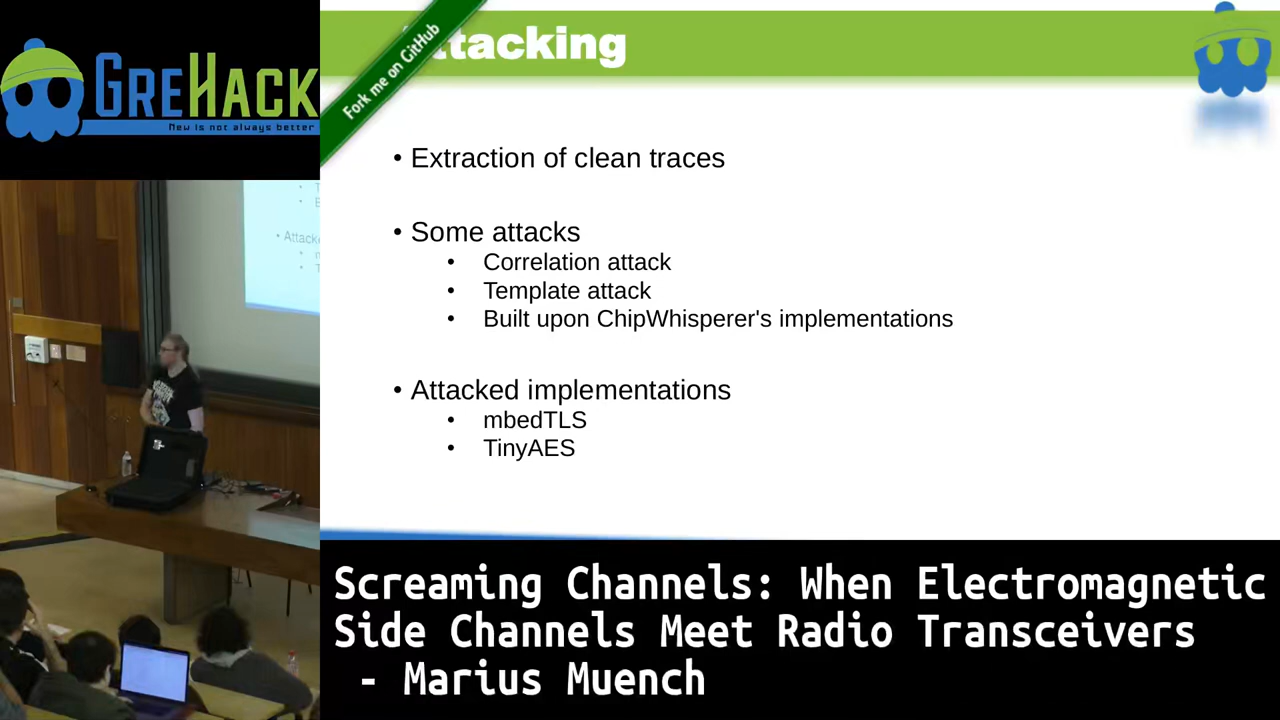 GREHACK
New is not always better
Fork me on GitHub
ttacking
• Extraction of clean traces
• Some attacks
• Correlation attack
• Template attack
• Built upon ChipWhisperer's implementations
• Attacked implementations
• mbedTLS
• TinyAES
• Attacke
Screaming Channels: When Electromagnetic
Side Channels Meet Radio Transceivers
- Marius Muench